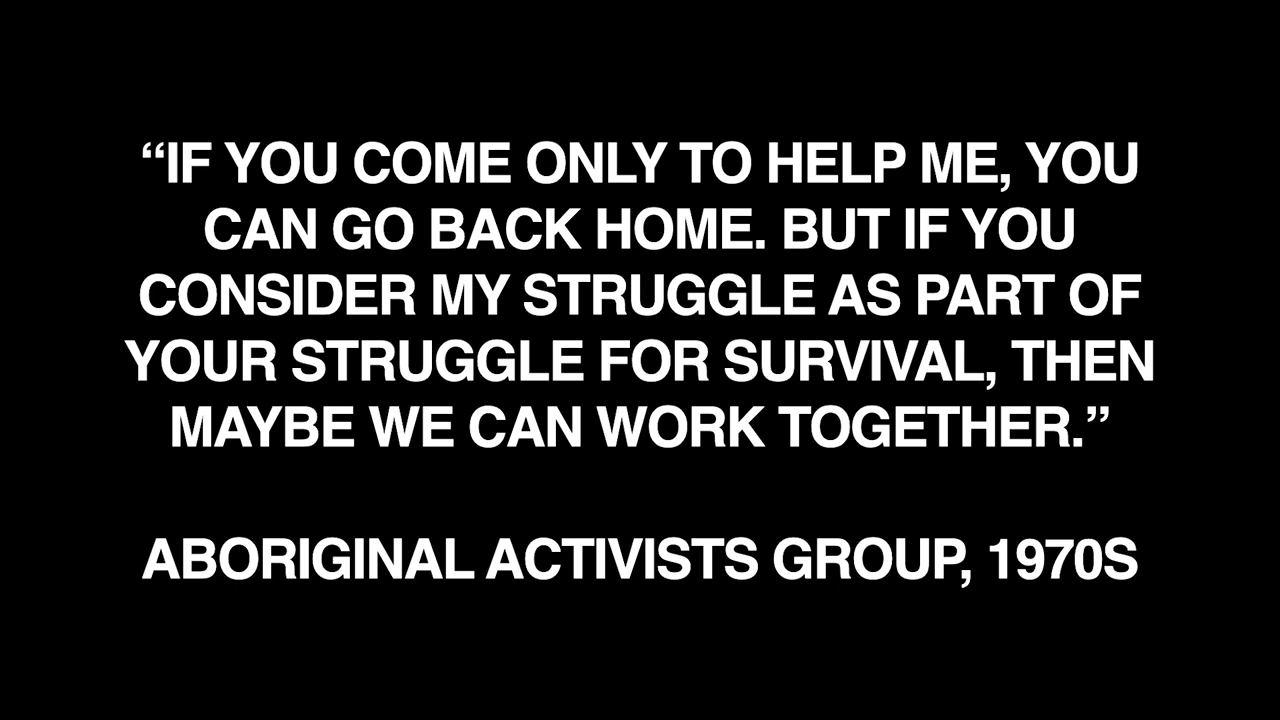 “IF YOU COME ONLY TO HELP ME, YOU
CAN GO BACK HOME. BUT IF YOU
CONSIDER MY STRUGGLE AS PART OF
YOUR STRUGGLE FOR SURVIVAL, THEN
MAYBE WE CAN WORK TOGETHER.”
ABORIGINAL ACTIVISTS GROUP, 1970S